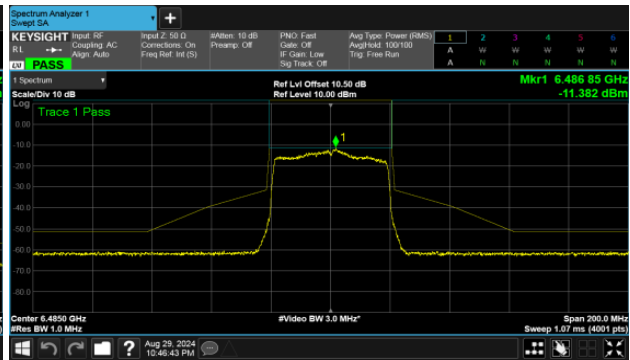 Spectrum Analyzer 1
Swept SA
KEYSIGHT Input: RF Input Z: 50 Ω #Atten: 10 dB PNO: Fast Avg Type: Power (RMS) 1 2 3 4 5 6
RL Coupling: AC Corrections: On Preamp: Off Gate: Off Avg|Hold: 100/100 A W W W W W
Align: Auto Freq Ref: Int (S) IF Gain: Low Trig: Free Run
LXI PASS Sig Track: Off A N N N N N
1 Spectrum Ref Lvl Offset 10.50 dB Mkr1 6.486 85 GHz
Scale/Div 10 dB Ref Level 10.00 dBm -11.382 dBm
Log
Trace 1 Pass
0.00
1
-10.0
-20.0
-30.0
-40.0
-50.0
-60.0
-70.0
-80.0
Center 6.4850 GHz #Video BW 3.0 MHz* Span 200.0 MHz
#Res BW 1.0 MHz Sweep 1.07 ms (4001 pts)
? Aug 29, 2024
10:46:43 PM